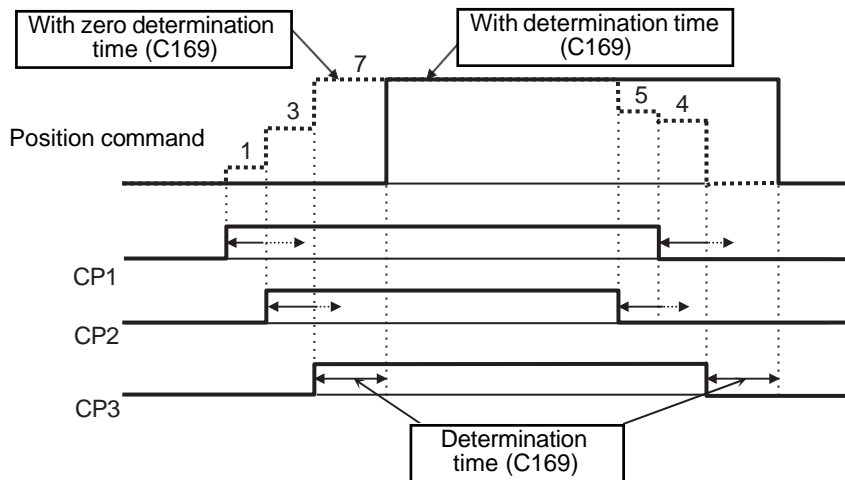 With zero determination
time (C169)
With determination time
(C169)
7
5
4
3
1
Position command
CP1
CP2
CP3
Determination
time (C169)